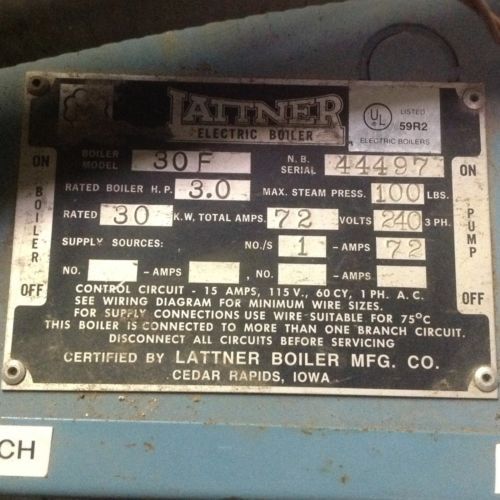 LATTNER
ELECTRIC BOILER
UL LISTED
59R2
ELECTRIC BOILERS
ON BOILER OFF
ON PUMP OFF
BOILER MODEL 30 F N.B. SERIAL 44497
RATED BOILER H.P. 3.0 MAX. STEAM PRESS. 100 LBS.
RATED 30 K.W, TOTAL AMPS. 72 VOLTS 240 3 PH.
SUPPLY SOURCES: NO./S 1 -AMPS 72
NO. -AMPS , NO. -AMPS
CONTROL CIRCUIT - 15 AMPS, 115 V., 60 CY, 1 PH. A.C.
SEE WIRING DIAGRAM FOR MINIMUM WIRE SIZES.
FOR SUPPLY CONNECTIONS USE WIRE SUITABLE FOR 75°C
THIS BOILER IS CONNECTED TO MORE THAN ONE BRANCH CIRCUIT.
DISCONNECT ALL CIRCUITS BEFORE SERVICING
CERTIFIED BY LATTNER BOILER MFG. CO.
CEDAR RAPIDS, IOWA
CH